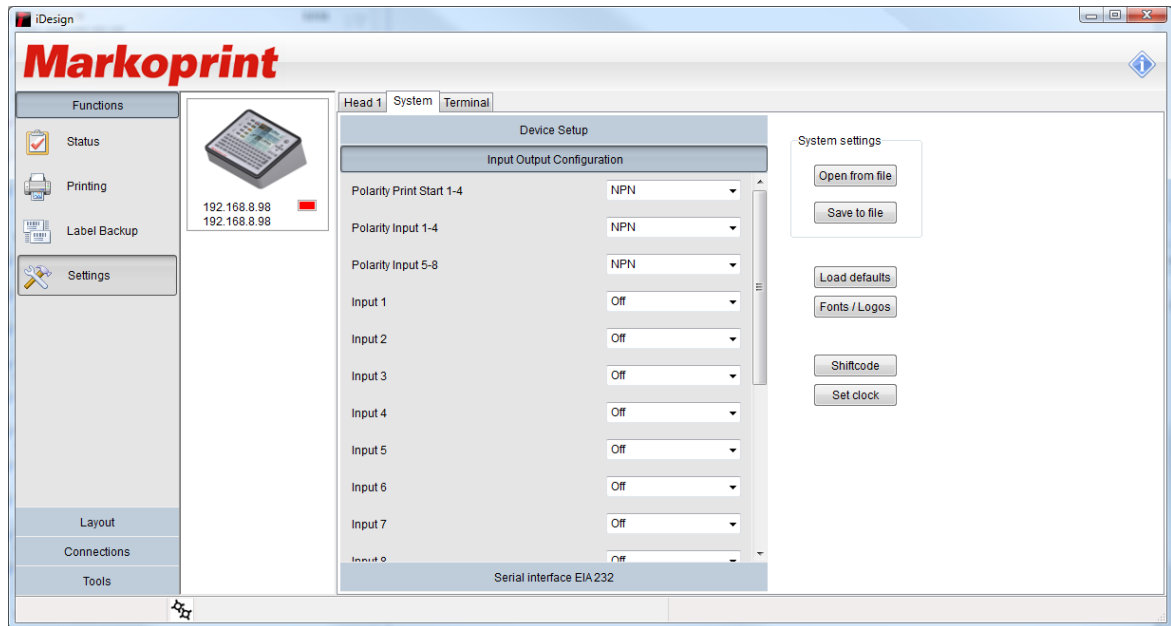 iDesign
Markoprint
Functions
Status
Printing
Label Backup
Settings
Layout
Connections
Tools
192.168.8.98
192.168.8.98
Head 1 System Terminal
Device Setup
Input Output Configuration
Polarity Print Start 1-4 NPN
Polarity Input 1-4 NPN
Polarity Input 5-8 NPN
Input 1 Off
Input 2 Off
Input 3 Off
Input 4 Off
Input 5 Off
Input 6 Off
Input 7 Off
Input 8 Off
Serial interface EIA 232
System settings
Open from file
Save to file
Load defaults
Fonts / Logos
Shiftcode
Set clock